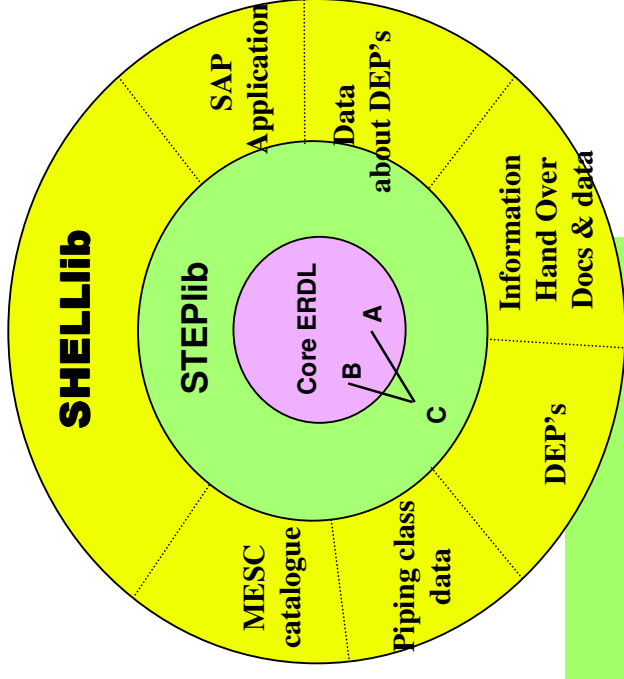 SHELLlib
STEPlib
Core ERDL
B
A
C
MESC
catalogue
Piping class
data
DEP's
Information
Hand Over
Docs & data
Data
about DEP's
SAP
Application